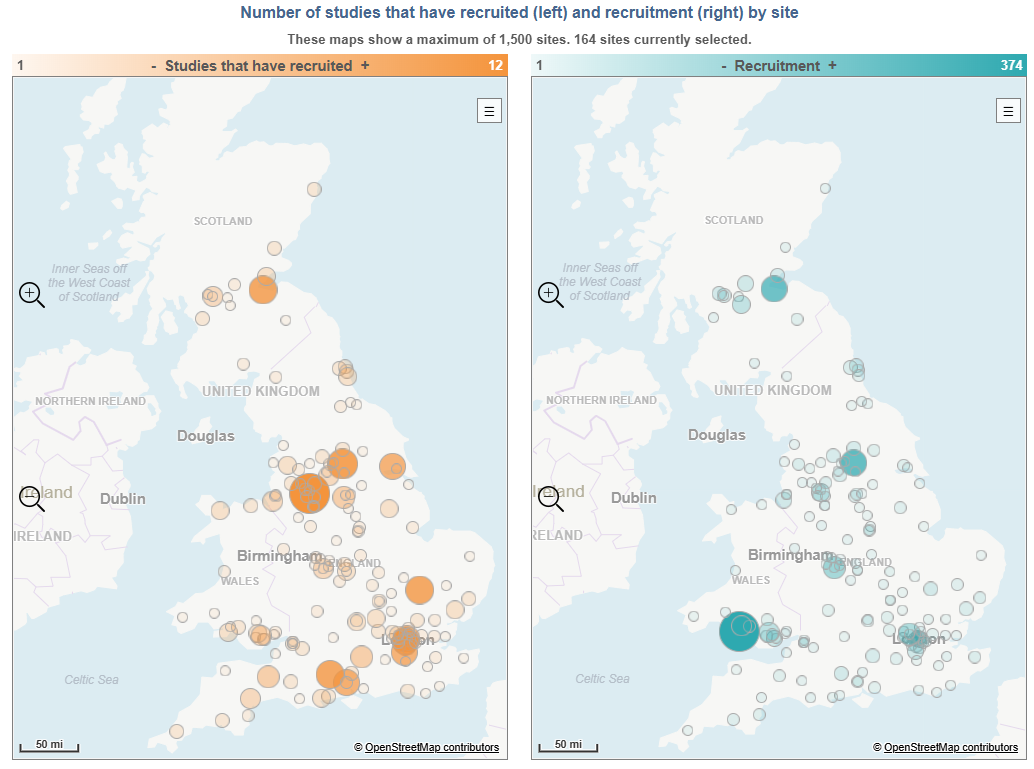 Number of studies that have recruited (left) and recruitment (right) by site
These maps show a maximum of 1,500 sites. 164 sites currently selected.
1 - Studies that have recruited + 12
1 - Recruitment + 374
SCOTLAND
Inner Seas off
the West Coast
of Scotland
UNITED KINGDOM
NORTHERN IRELAND
Douglas
Ireland
Dublin
IRELAND
Birmingham
ENGLAND
WALES
London
Celtic Sea
50 mi
© OpenStreetMap contributors
SCOTLAND
Inner Seas off
the West Coast
of Scotland
UNITED KINGDOM
NORTHERN IRELAND
Douglas
Ireland
Dublin
IRELAND
Birmingham
ENGLAND
WALES
London
Celtic Sea
50 mi
© OpenStreetMap contributors